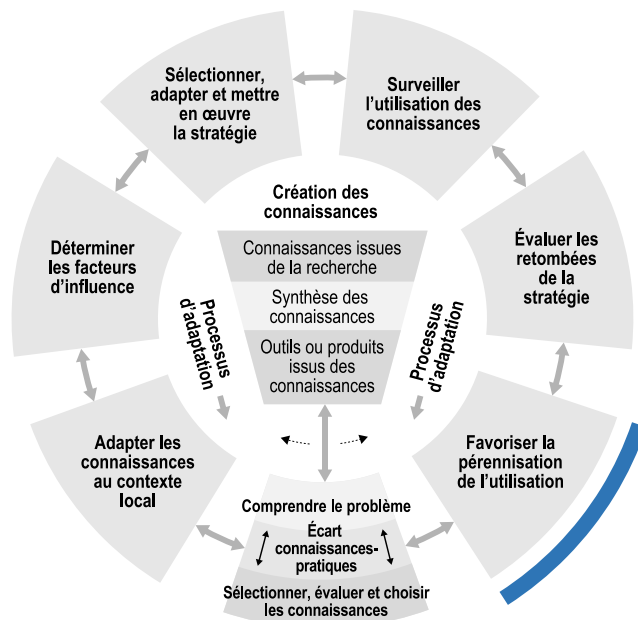 Sélectionner,
adapter et mettre
en œuvre
la stratégie
Surveiller
l'utilisation des
connaissances
Création des
connaissances
Connaissances issues
de la recherche
Synthèse des
connaissances
Outils ou produits
issus des
connaissances
Déterminer
les facteurs
d'influence
Évaluer les
retombées
de la
stratégie
Processus
d'adaptation
Processus
d'adaptation
Adapter les
connaissances
au contexte
local
Favoriser la
pérennisation
de l'utilisation
Comprendre le problème
Écart
connaissances-
pratiques
Sélectionner, évaluer et choisir
les connaissances